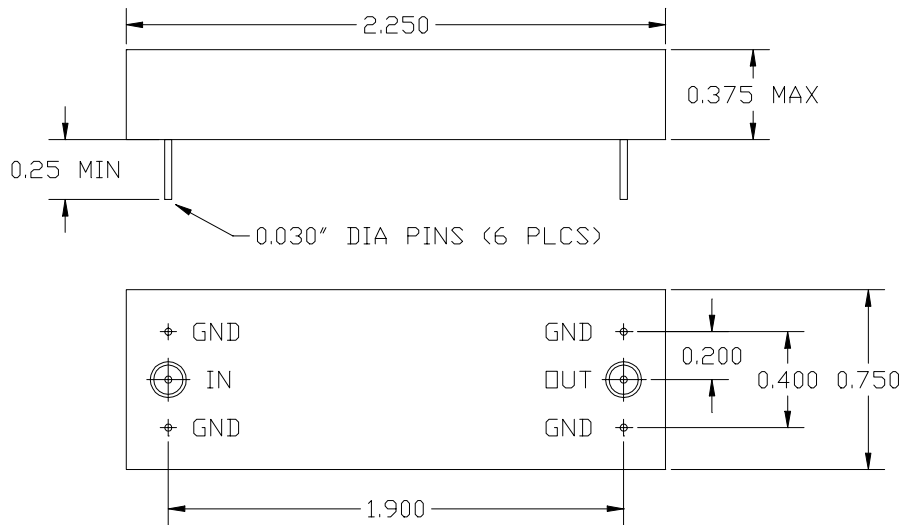 2.250
0.375 MAX
0.25 MIN
0.030" DIA PINS (6 PLCS)
GND GND
0.200
IN OUT 0.400 0.750
GND GND
1.900